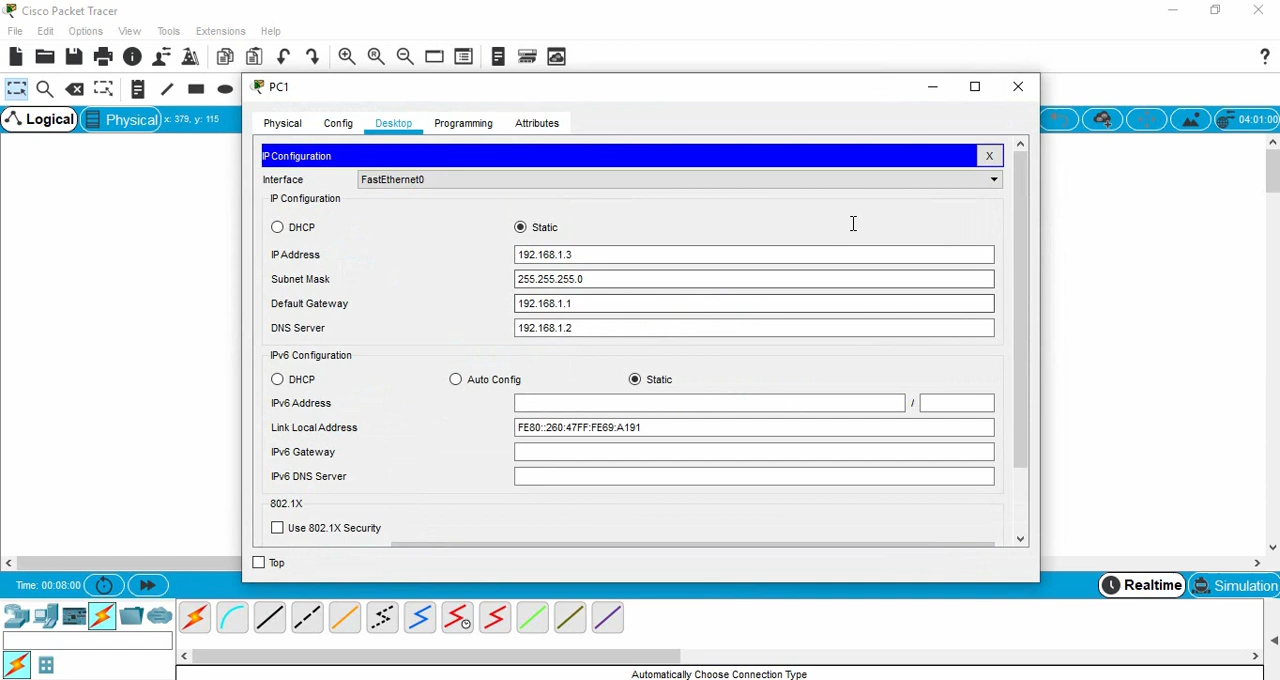 Cisco Packet Tracer
File Edit Options View Tools Extensions Help
?
PC1
Logical Physical x: 379, y: 115 04:01:00
Physical Config Desktop Programming Attributes
IP Configuration X
Interface FastEthernet0
IP Configuration
DHCP Static
IP Address 192.168.1.3
Subnet Mask 255.255.255.0
Default Gateway 192.168.1.1
DNS Server 192.168.1.2
IPv6 Configuration
DHCP Auto Config Static
IPv6 Address /
Link Local Address FE80::260:47FF:FE69:A191
IPv6 Gateway
IPv6 DNS Server
802.1X
Use 802.1X Security
Top
Time: 00:08:00 Realtime Simulation
Automatically Choose Connection Type